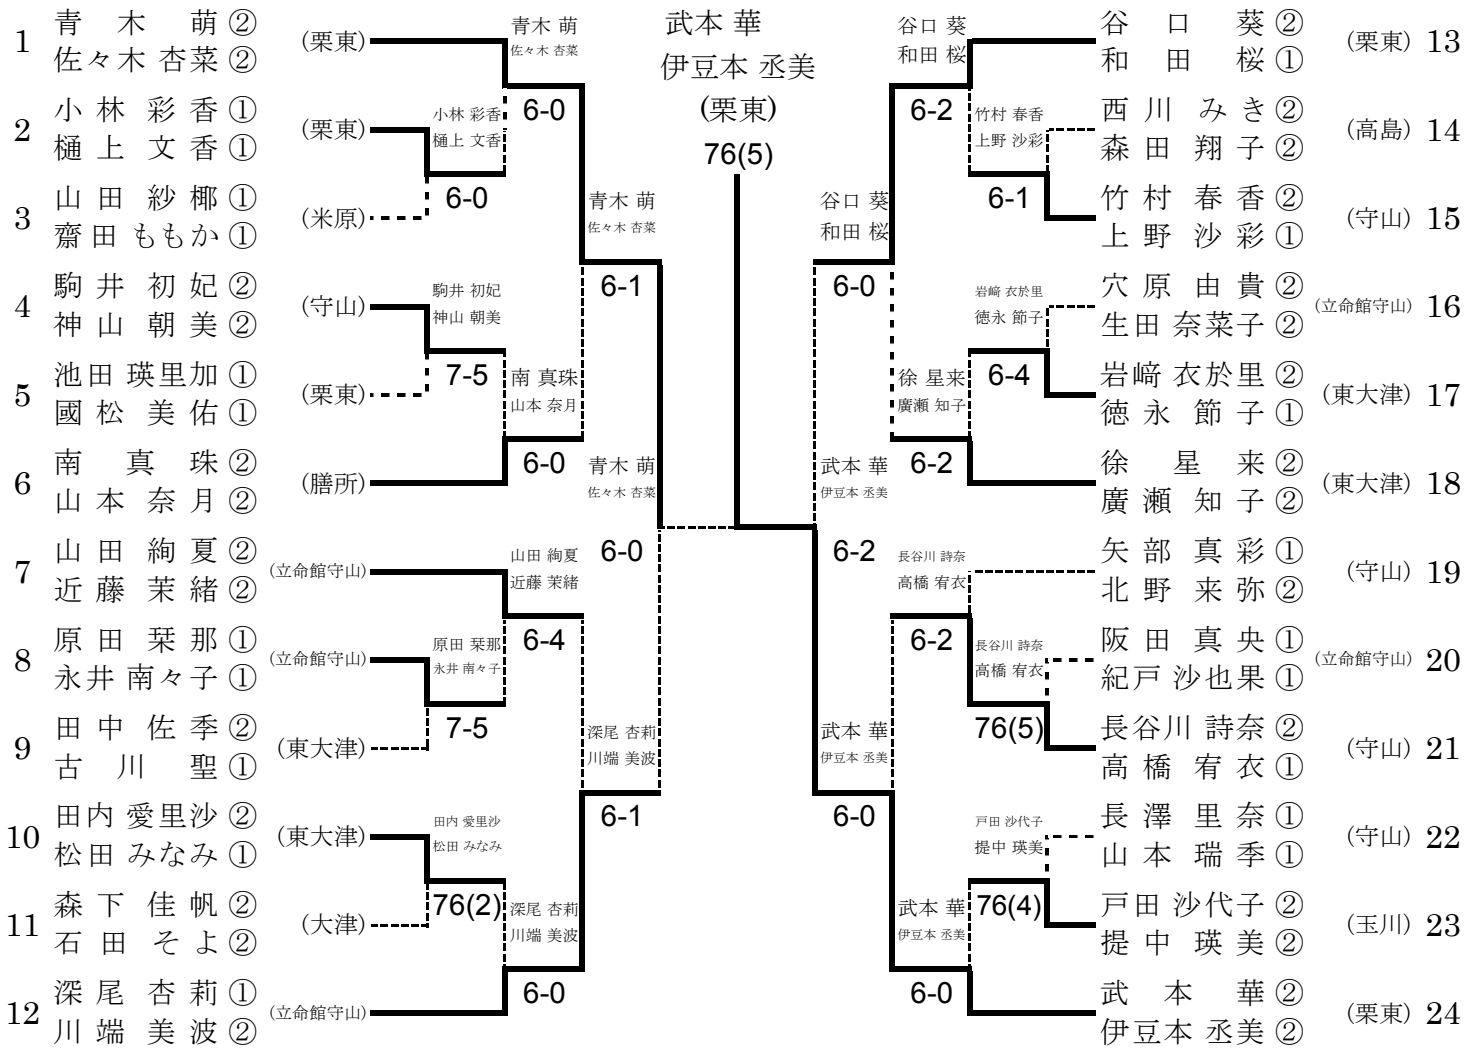 1 青木 萌② (栗東)
佐々木 杏菜②
2 小林 彩香① (栗東)
樋上 文香①
3 山田 紗椰① (米原)
齋田 ももか①
4 駒井 初妃② (守山)
神山 朝美②
5 池田 瑛里加① (栗東)
國松 美佑①
6 南 真珠② (膳所)
山本 奈月②
7 山田 絢夏② (立命館守山)
近藤 茉緒②
8 原田 栞那① (立命館守山)
永井 南々子①
9 田中 佐季② (東大津)
古川 聖①
10 田内 愛里沙② (東大津)
松田 みなみ①
11 森下 佳帆② (大津)
石田 そよ②
12 深尾 杏莉① (立命館守山)
川端 美波②
小林 彩香
樋上 文香
6-0
駒井 初妃
神山 朝美
7-5
原田 栞那
永井 南々子
7-5
田内 愛里沙
松田 みなみ
76(2)
青木 萌
佐々木 杏菜
6-0
南 真珠
山本 奈月
6-0
山田 絢夏
近藤 茉緒
6-4
深尾 杏莉
川端 美波
6-0
青木 萌
佐々木 杏菜
6-1
深尾 杏莉
川端 美波
6-1
青木 萌
佐々木 杏菜
6-0
武本 華
伊豆本 丞美
(栗東)
76(5)
武本 華
伊豆本 丞美
6-2
谷口 葵
和田 桜
6-0
武本 華
伊豆本 丞美
6-0
谷口 葵
和田 桜
6-2
徐 星来
廣瀬 知子
6-2
長谷川 詩奈
高橋 宥衣
6-2
武本 華
伊豆本 丞美
6-0
竹村 春香
上野 沙彩
6-1
岩﨑 衣於里
徳永 節子
6-4
長谷川 詩奈
高橋 宥衣
76(5)
戸田 沙代子
提中 瑛美
76(4)
谷口 葵② (栗東) 13
和田 桜①
西川 みき② (高島) 14
森田 翔子②
竹村 春香② (守山) 15
上野 沙彩①
穴原 由貴② (立命館守山) 16
生田 奈菜子②
岩﨑 衣於里② (東大津) 17
徳永 節子①
徐 星来② (東大津) 18
廣瀬 知子②
矢部 真彩① (守山) 19
北野 来弥②
阪田 真央① (立命館守山) 20
紀戸 沙也果①
長谷川 詩奈② (守山) 21
高橋 宥衣①
長澤 里奈① (守山) 22
山本 瑞季①
戸田 沙代子② (玉川) 23
提中 瑛美②
武本 華② (栗東) 24
伊豆本 丞美②